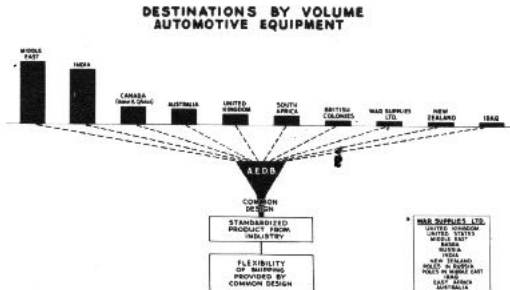 DESTINATIONS BY VOLUME
AUTOMOTIVE EQUIPMENT
MIDDLE
EAST
INDIA
CANADA
AUSTRALIA
UNITED
KINGDOM
SOUTH
AFRICA
BRITISH
COLONIES
WAR SUPPLIES
LTD.
NEW
ZEALAND
IRAQ
A.E.D.B.
COMMON
DESIGN
STANDARDIZED
PRODUCT FROM
INDUSTRY
FLEXIBILITY
OF SHIPPING
PROVIDED BY
COMMON DESIGN
* WAR SUPPLIES LTD.
UNITED KINGDOM
UNITED STATES
MIDDLE EAST
RUSSIA
INDIA
NEW ZEALAND
POLES IN RUSSIA
POLES IN MIDDLE EAST
IRAQ
EAST AFRICA
AUSTRALIA